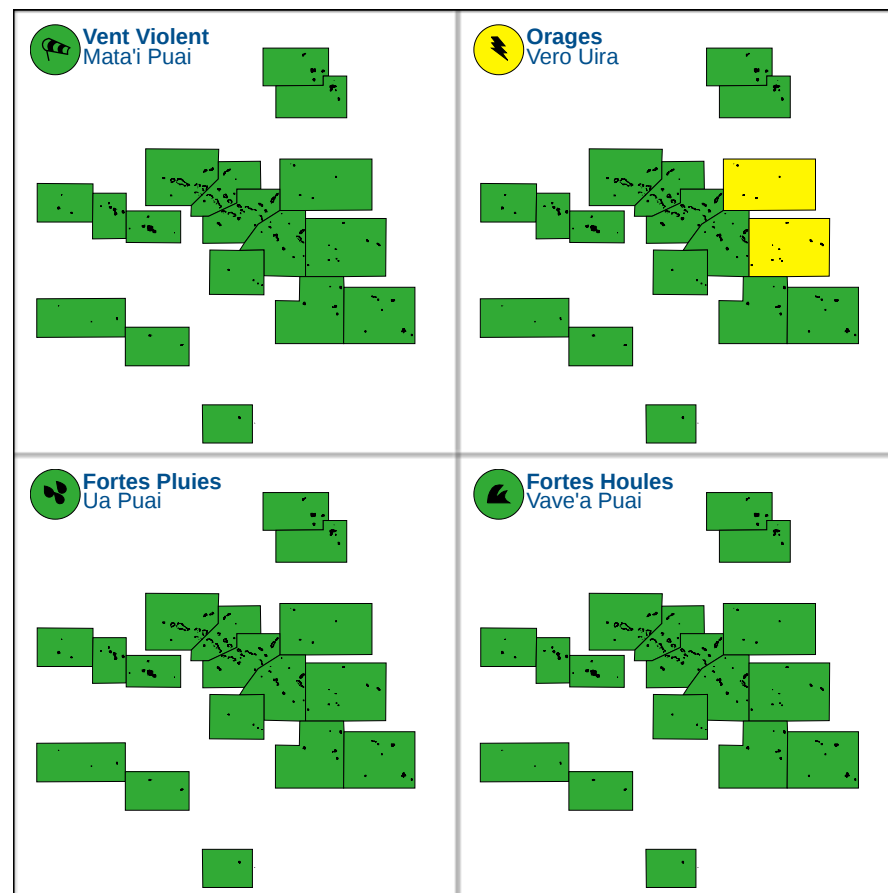 Vent Violent
Mata'i Puai
Orages
Vero Uira
Fortes Pluies
Ua Puai
Fortes Houles
Vave'a Puai